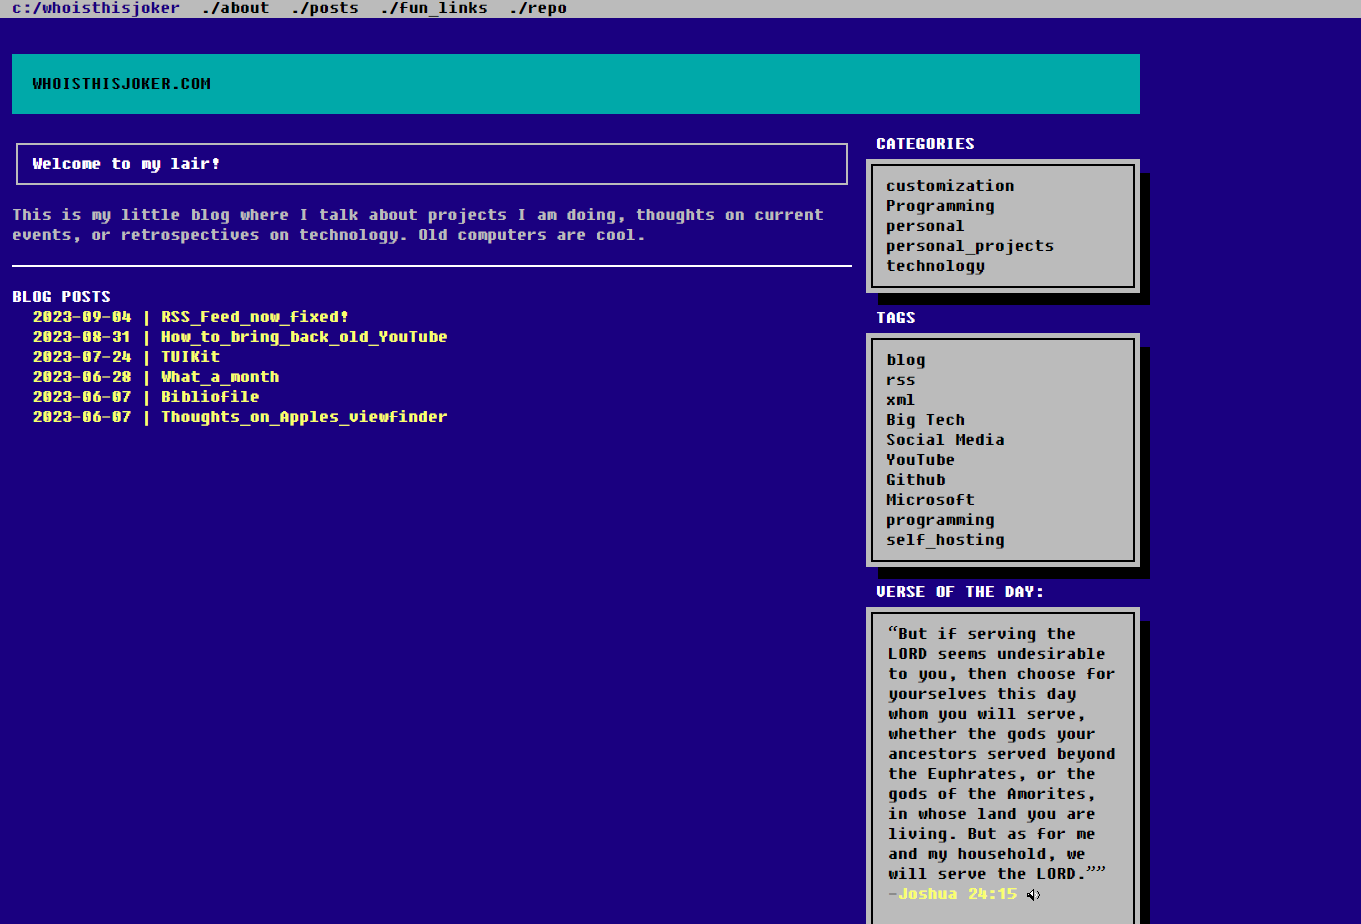 c:/whoisthisjoker ./about ./posts ./fun_links ./repo
WHOISTHISJOKER.COM
Welcome to my lair!
This is my little blog where I talk about projects I am doing, thoughts on current
events, or retrospectives on technology. Old computers are cool.
BLOG POSTS
2023-09-04 | RSS_Feed_now_fixed!
2023-08-31 | How_to_bring_back_old_YouTube
2023-07-24 | TUIKit
2023-06-28 | What_a_month
2023-06-07 | Bibliofile
2023-06-07 | Thoughts_on_Apples_viewfinder
CATEGORIES
customization
Programming
personal
personal_projects
technology
TAGS
blog
rss
xml
Big Tech
Social Media
YouTube
Github
Microsoft
programming
self_hosting
VERSE OF THE DAY:
“But if serving the
LORD seems undesirable
to you, then choose for
yourselves this day
whom you will serve,
whether the gods your
ancestors served beyond
the Euphrates, or the
gods of the Amorites,
in whose land you are
living. But as for me
and my household, we
will serve the LORD.””
-Joshua 24:15